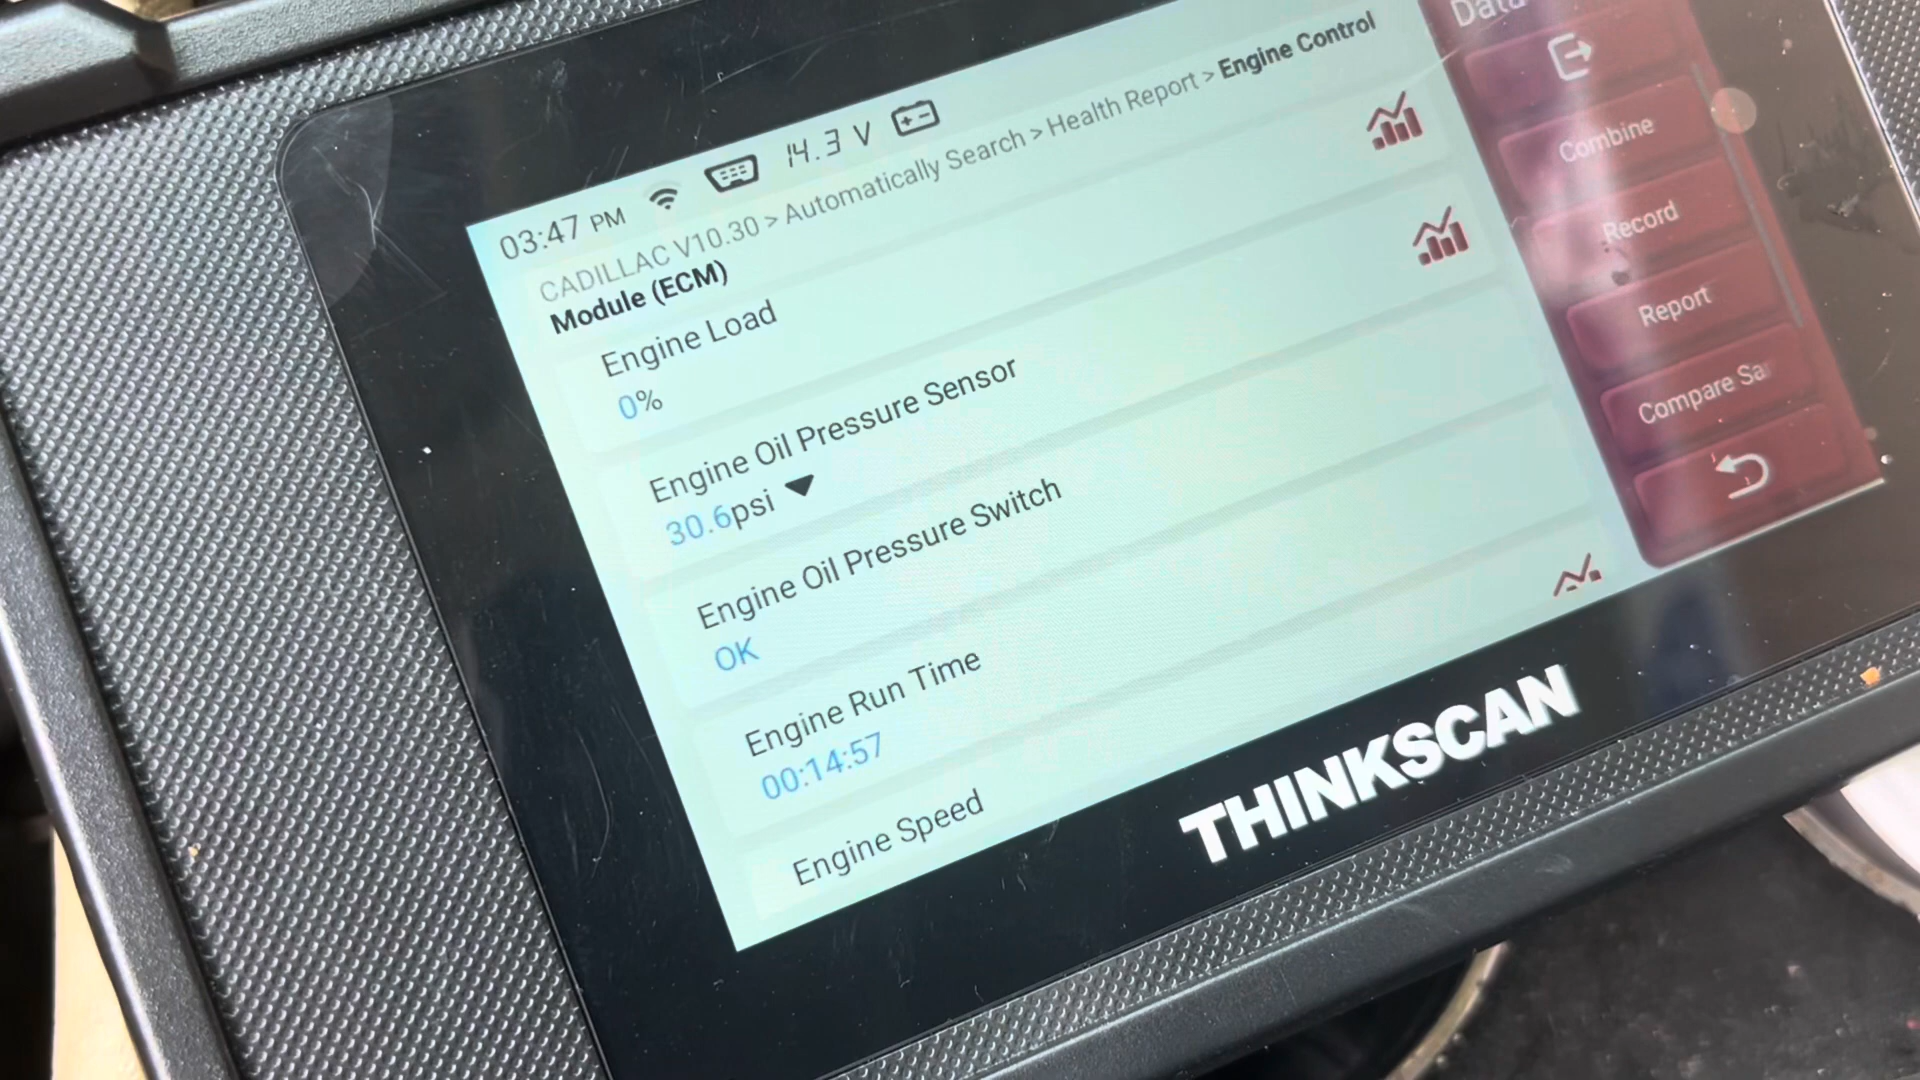 03:47 PM 14.3 V
CADILLAC V10.30 > Automatically Search > Health Report > Engine Control
Module (ECM)
Engine Load
0%
Engine Oil Pressure Sensor
30.6psi
Engine Oil Pressure Switch
OK
Engine Run Time
00:14:57
Engine Speed
Data
Combine
Record
Report
Compare Sa
THINKSCAN